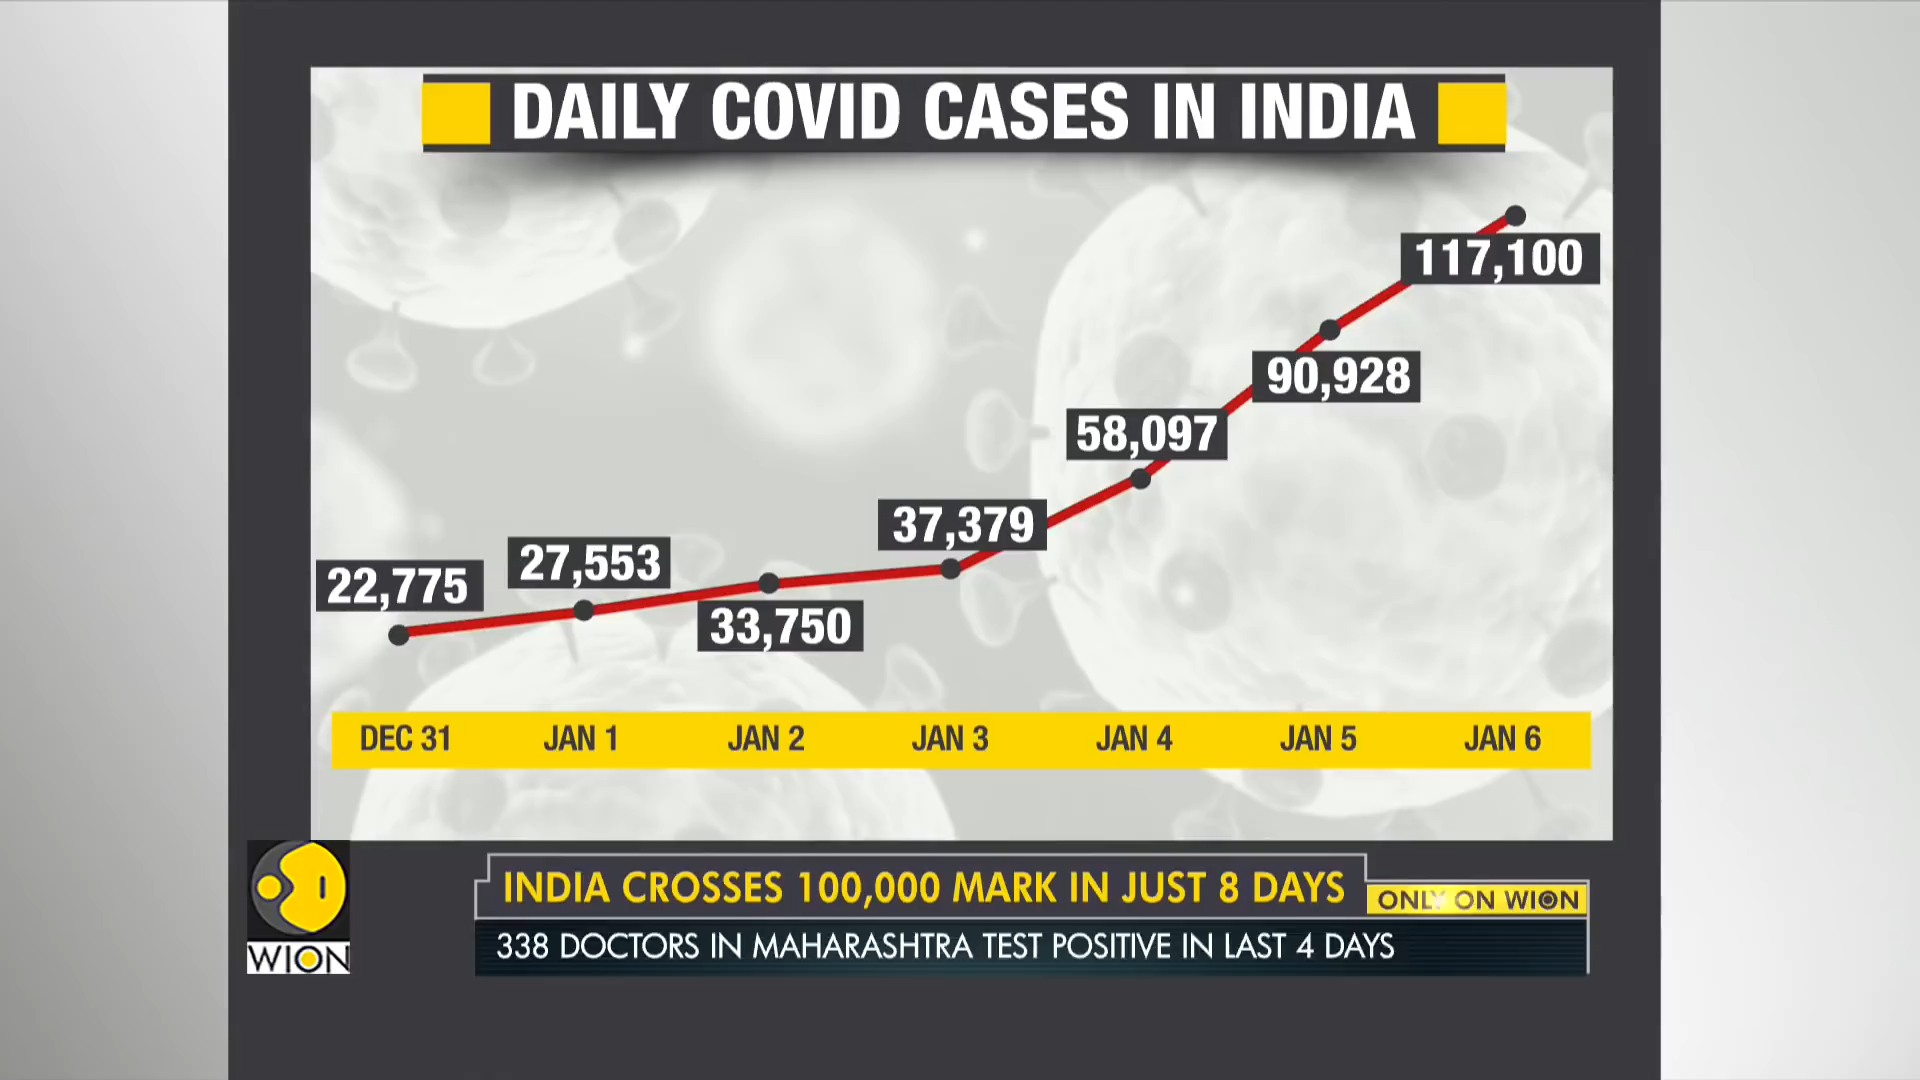 DAILY COVID CASES IN INDIA
117,100
90,928
58,097
37,379
27,553
22,775
33,750
DEC 31 JAN 1 JAN 2 JAN 3 JAN 4 JAN 5 JAN 6
INDIA CROSSES 100,000 MARK IN JUST 8 DAYS
ONLY ON WION
338 DOCTORS IN MAHARASHTRA TEST POSITIVE IN LAST 4 DAYS
WION